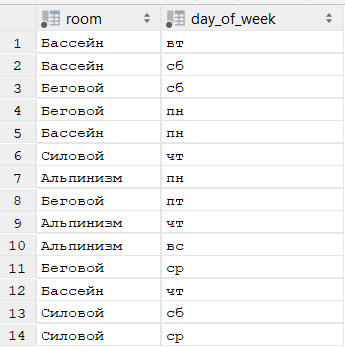 room day_of_week
1 Бассейн вт
2 Бассейн сб
3 Беговой сб
4 Беговой пн
5 Бассейн пн
6 Силовой чт
7 Альпинизм пн
8 Беговой пт
9 Альпинизм чт
10 Альпинизм вс
11 Беговой ср
12 Бассейн чт
13 Силовой сб
14 Силовой ср